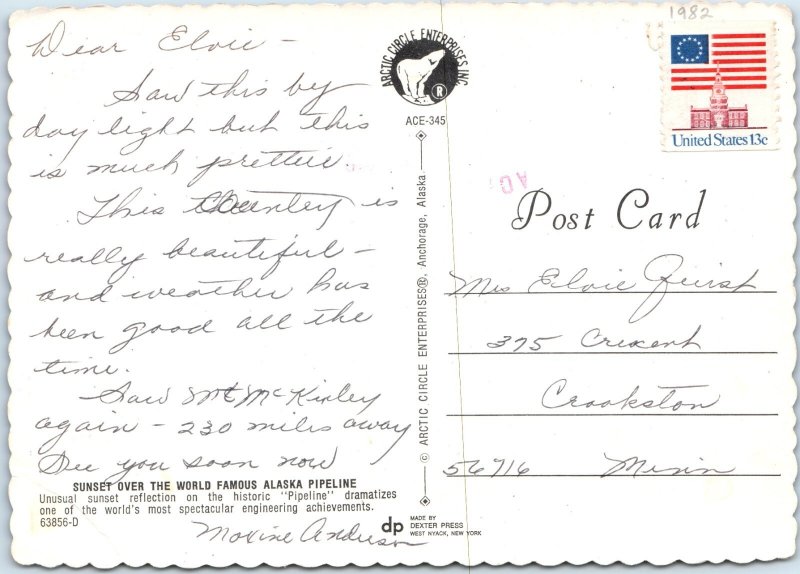 1982
Dear Elvie -
Saw this by
day light but this
is much prettie
This Country is
really beautiful -
and weather has
been good all the
time.
Saw Mt McKinley
again - 230 miles away
See you soon now
SUNSET OVER THE WORLD FAMOUS ALASKA PIPELINE
Unusual sunset reflection on the historic "Pipeline" dramatizes
one of the world's most spectacular engineering achievements.
63856-D
Maxine Anderson
ARCTIC CIRCLE ENTERPRISES INC.
®
ACE-345
© ARCTIC CIRCLE ENTERPRISES®, Anchorage, Alaska
dp
MADE BY
DEXTER PRESS
WEST NYACK, NEW YORK
United States 13c
Post Card
Mrs Elvie
375 Crescent
Crookston
56716 Minn